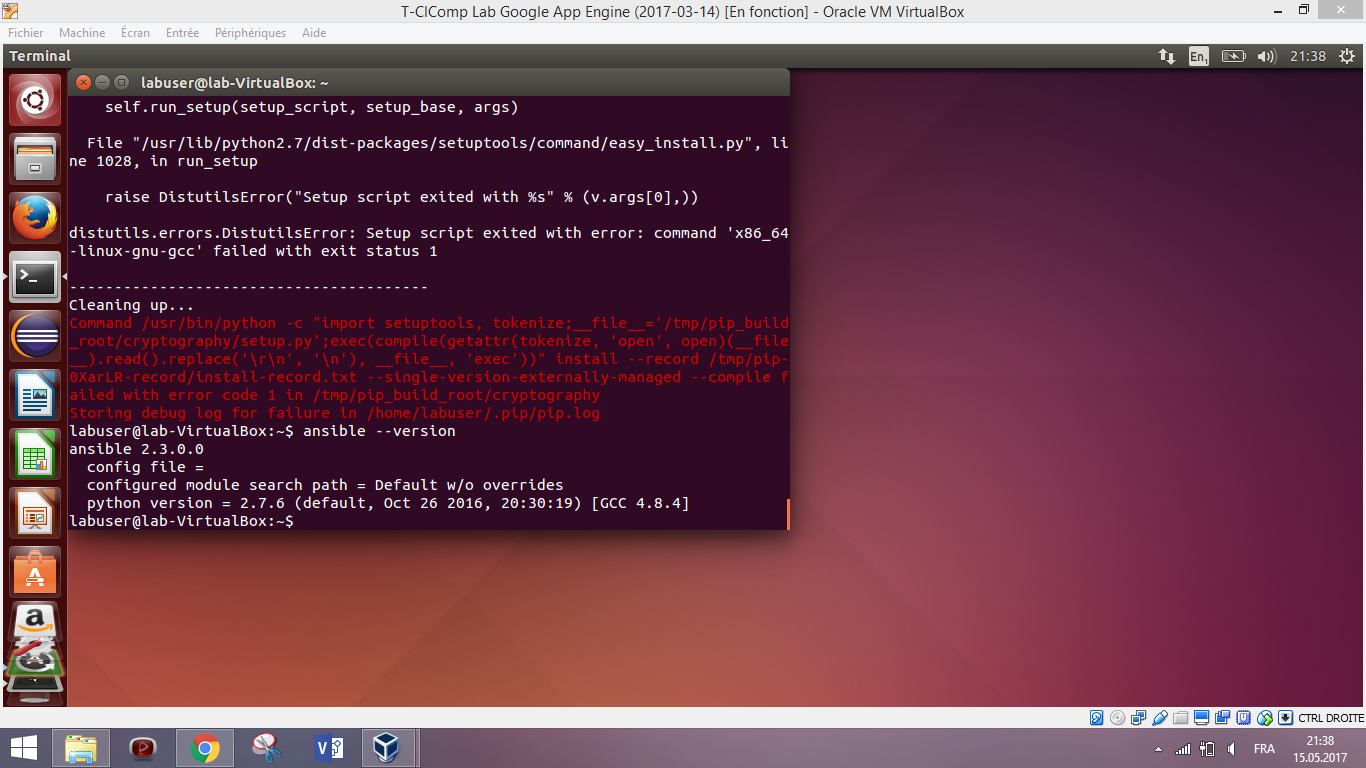 T-ClComp Lab Google App Engine (2017-03-14) [En fonction] - Oracle VM VirtualBox
Fichier Machine Écran Entrée Périphériques Aide
Terminal En1 21:38
labuser@lab-VirtualBox: ~
self.run_setup(setup_script, setup_base, args)
File "/usr/lib/python2.7/dist-packages/setuptools/command/easy_install.py", li
ne 1028, in run_setup
raise DistutilsError("Setup script exited with %s" % (v.args[0],))
distutils.errors.DistutilsError: Setup script exited with error: command 'x86_64
-linux-gnu-gcc' failed with exit status 1
----------------------------------------
Cleaning up...
Command /usr/bin/python -c "import setuptools, tokenize;__file__='/tmp/pip_build
_root/cryptography/setup.py';exec(compile(getattr(tokenize, 'open', open)(__file
__).read().replace('\r\n', '\n'), __file__, 'exec'))" install --record /tmp/pip-
0XarLR-record/install-record.txt --single-version-externally-managed --compile f
ailed with error code 1 in /tmp/pip_build_root/cryptography
Storing debug log for failure in /home/labuser/.pip/pip.log
labuser@lab-VirtualBox:~$ ansible --version
ansible 2.3.0.0
config file =
configured module search path = Default w/o overrides
python version = 2.7.6 (default, Oct 26 2016, 20:30:19) [GCC 4.8.4]
labuser@lab-VirtualBox:~$
CTRL DROITE
FRA 21:38
15.05.2017